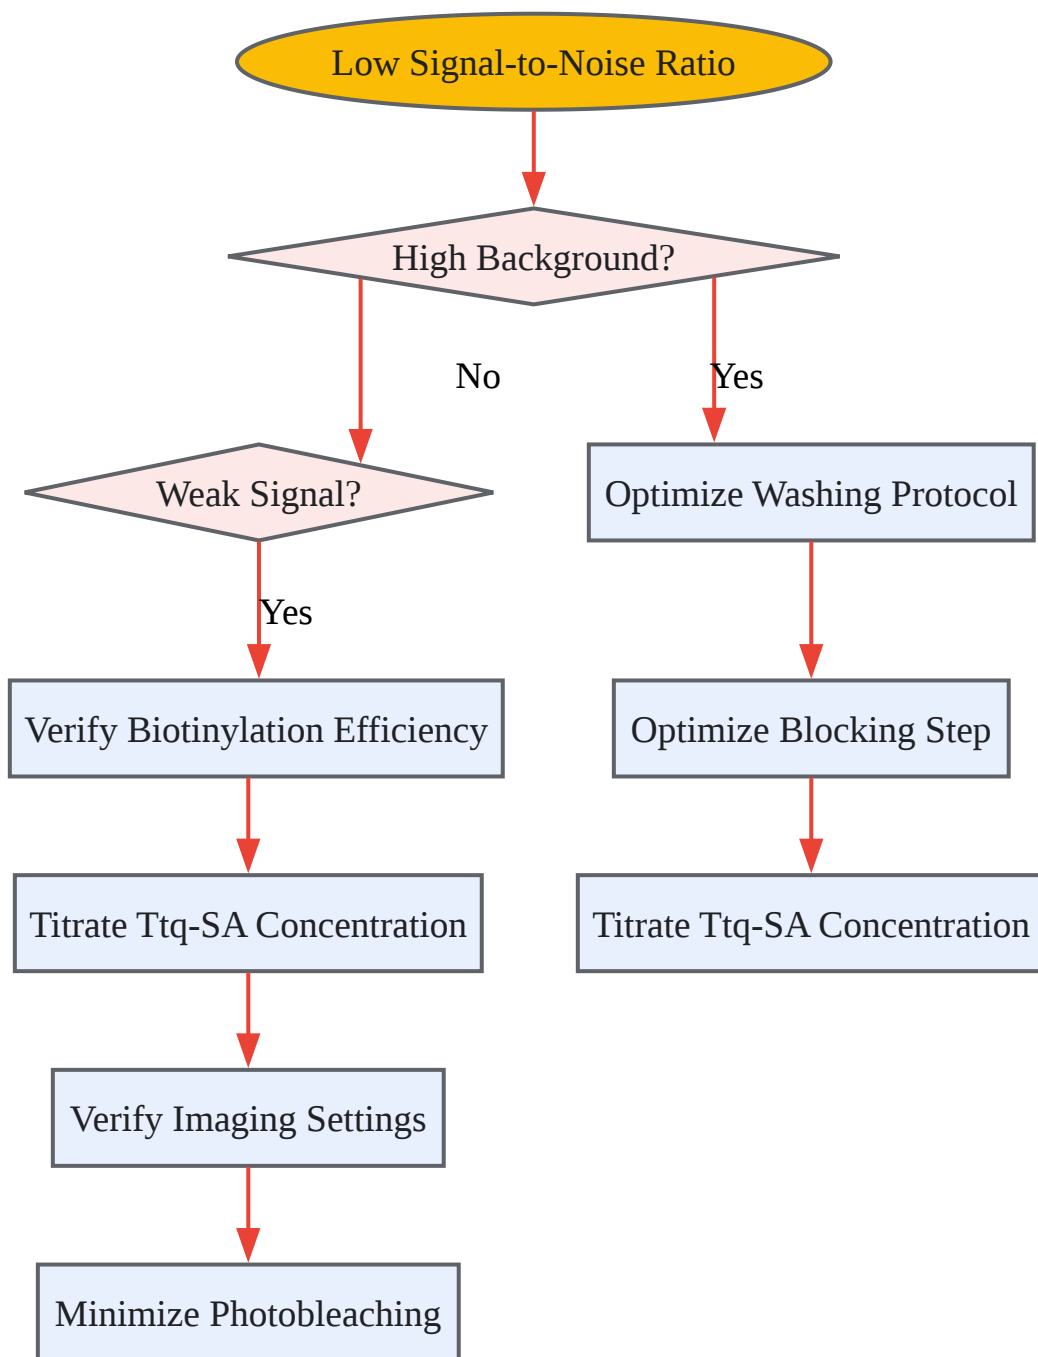 Low Signal-to-Noise Ratio
High Background?
No
Yes
Weak Signal?
Optimize Washing Protocol
Yes
Verify Biotinylation Efficiency
Optimize Blocking Step
Titrate Ttq-SA Concentration
Titrate Ttq-SA Concentration
Verify Imaging Settings
Minimize Photobleaching